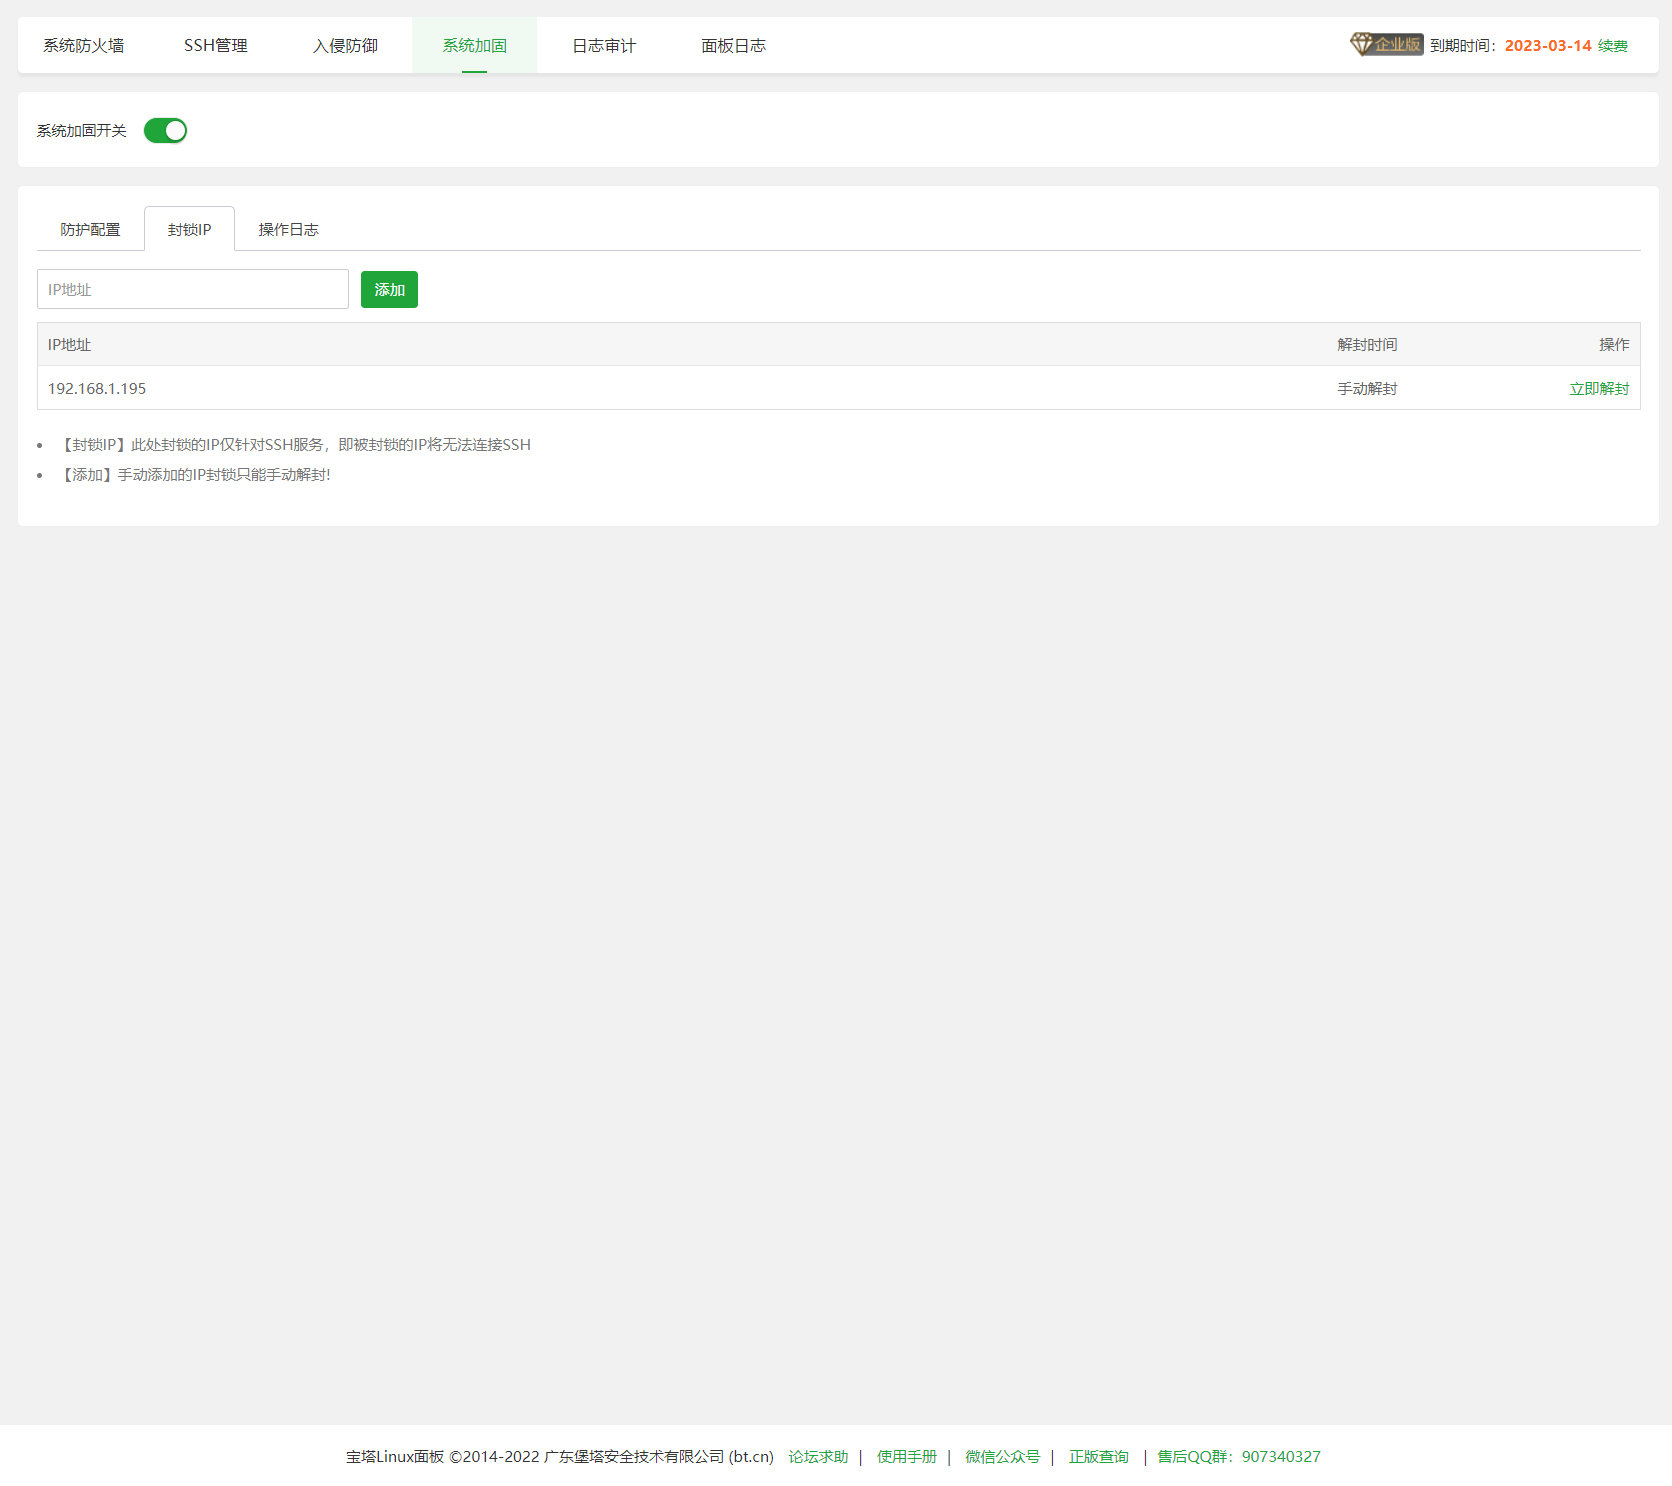 系统防火墙 SSH管理 入侵防御 系统加固 日志审计 面板日志 企业版 到期时间：2023-03-14 续费
系统加固开关
防护配置 封锁IP 操作日志
IP地址 添加
IP地址 解封时间 操作
192.168.1.195 手动解封 立即解封
【封锁IP】此处封锁的IP仅针对SSH服务，即被封锁的IP将无法连接SSH
【添加】手动添加的IP封锁只能手动解封!
宝塔Linux面板 ©2014-2022 广东堡塔安全技术有限公司 (bt.cn) 论坛求助 | 使用手册 | 微信公众号 | 正版查询 | 售后QQ群：907340327